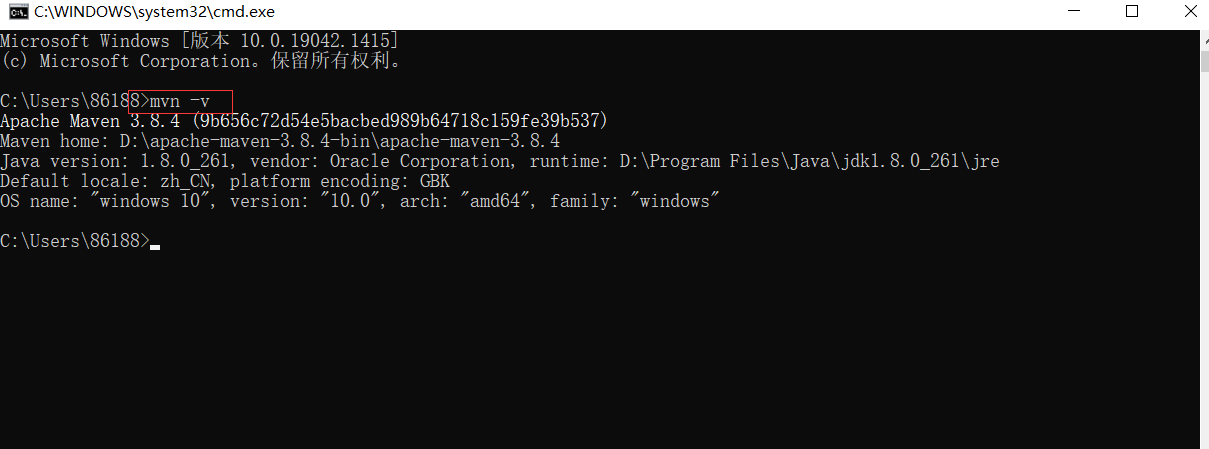 C:\WINDOWS\system32\cmd.exe
Microsoft Windows [版本 10.0.19042.1415]
(c) Microsoft Corporation。保留所有权利。
C:\Users\86188>mvn -v
Apache Maven 3.8.4 (9b656c72d54e5bacbed989b64718c159fe39b537)
Maven home: D:\apache-maven-3.8.4-bin\apache-maven-3.8.4
Java version: 1.8.0_261, vendor: Oracle Corporation, runtime: D:\Program Files\Java\jdk1.8.0_261\jre
Default locale: zh_CN, platform encoding: GBK
OS name: "windows 10", version: "10.0", arch: "amd64", family: "windows"
C:\Users\86188>